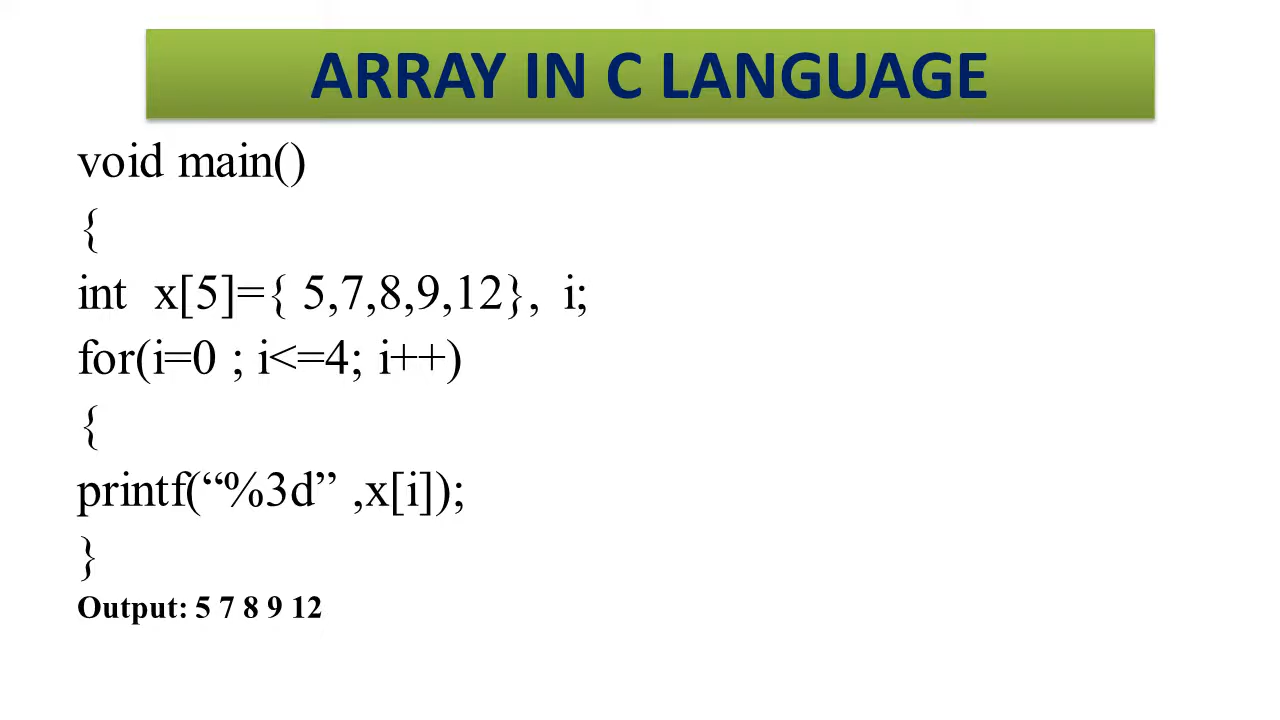 ARRAY IN C LANGUAGE
void main()
{
int x[5]={ 5,7,8,9,12}, i;
for(i=0 ; i<=4; i++)
{
printf(“%3d” ,x[i]);
}
Output: 5 7 8 9 12